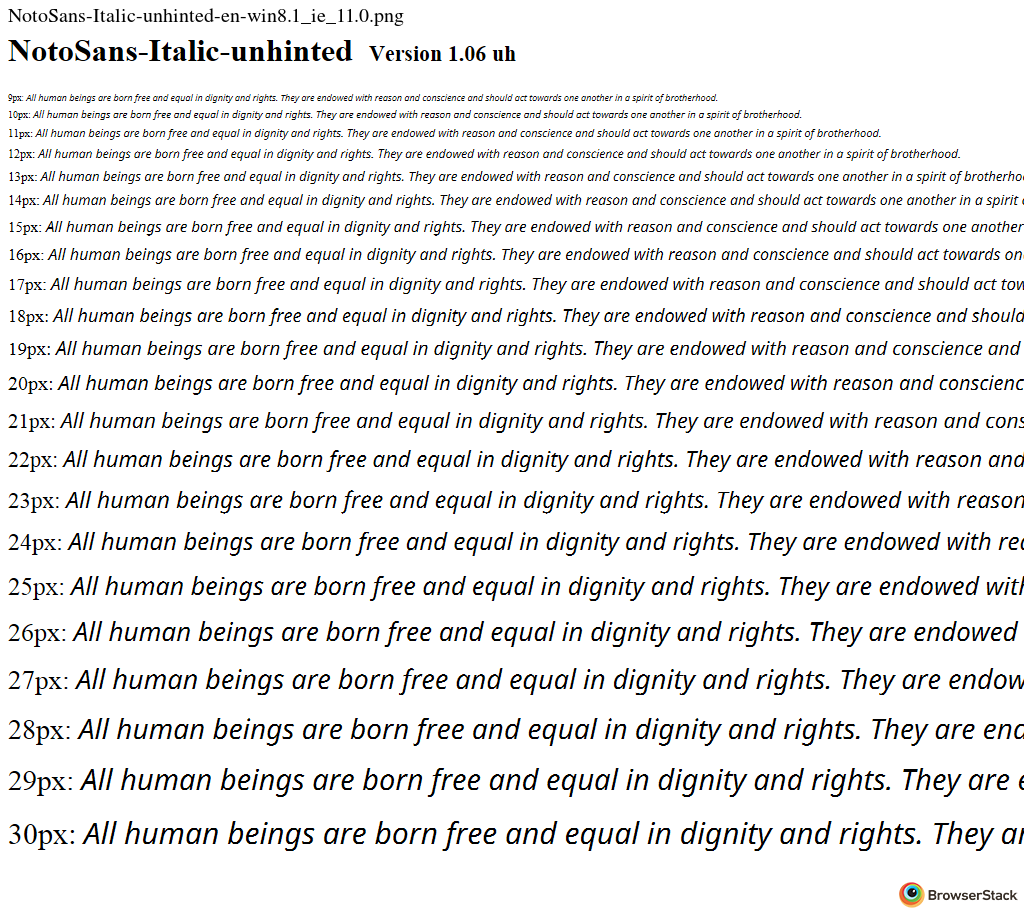 NotoSans-Italic-unhinted-en-win8.1_ie_11.0.png
NotoSans-Italic-unhinted Version 1.06 uh
9px: All human beings are born free and equal in dignity and rights. They are endowed with reason and conscience and should act towards one another in a spirit of brotherhood.
10px: All human beings are born free and equal in dignity and rights. They are endowed with reason and conscience and should act towards one another in a spirit of brotherhood.
11px: All human beings are born free and equal in dignity and rights. They are endowed with reason and conscience and should act towards one another in a spirit of brotherhood.
12px: All human beings are born free and equal in dignity and rights. They are endowed with reason and conscience and should act towards one another in a spirit of brotherhood.
13px: All human beings are born free and equal in dignity and rights. They are endowed with reason and conscience and should act towards one another in a spirit of brotherho
14px: All human beings are born free and equal in dignity and rights. They are endowed with reason and conscience and should act towards one another in a spirit
15px: All human beings are born free and equal in dignity and rights. They are endowed with reason and conscience and should act towards one another
16px: All human beings are born free and equal in dignity and rights. They are endowed with reason and conscience and should act towards on
17px: All human beings are born free and equal in dignity and rights. They are endowed with reason and conscience and should act tow
18px: All human beings are born free and equal in dignity and rights. They are endowed with reason and conscience and should
19px: All human beings are born free and equal in dignity and rights. They are endowed with reason and conscience and
20px: All human beings are born free and equal in dignity and rights. They are endowed with reason and conscienc
21px: All human beings are born free and equal in dignity and rights. They are endowed with reason and cons
22px: All human beings are born free and equal in dignity and rights. They are endowed with reason and
23px: All human beings are born free and equal in dignity and rights. They are endowed with reason
24px: All human beings are born free and equal in dignity and rights. They are endowed with rea
25px: All human beings are born free and equal in dignity and rights. They are endowed with
26px: All human beings are born free and equal in dignity and rights. They are endowed
27px: All human beings are born free and equal in dignity and rights. They are endow
28px: All human beings are born free and equal in dignity and rights. They are end
29px: All human beings are born free and equal in dignity and rights. They are e
30px: All human beings are born free and equal in dignity and rights. They ar
BrowserStack